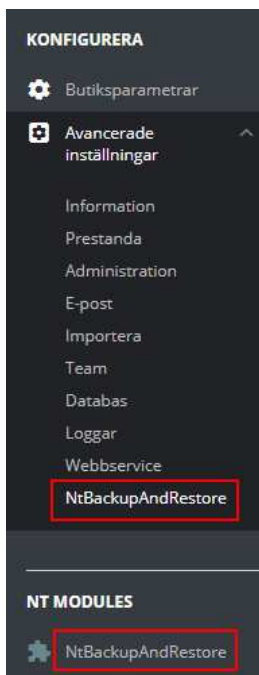 KONFIGURERA
Butiksparametrar
Avancerade
inställningar
Information
Prestanda
Administration
E-post
Importera
Team
Databas
Loggar
Webbservice
NtBackupAndRestore
NT MODULES
NtBackupAndRestore